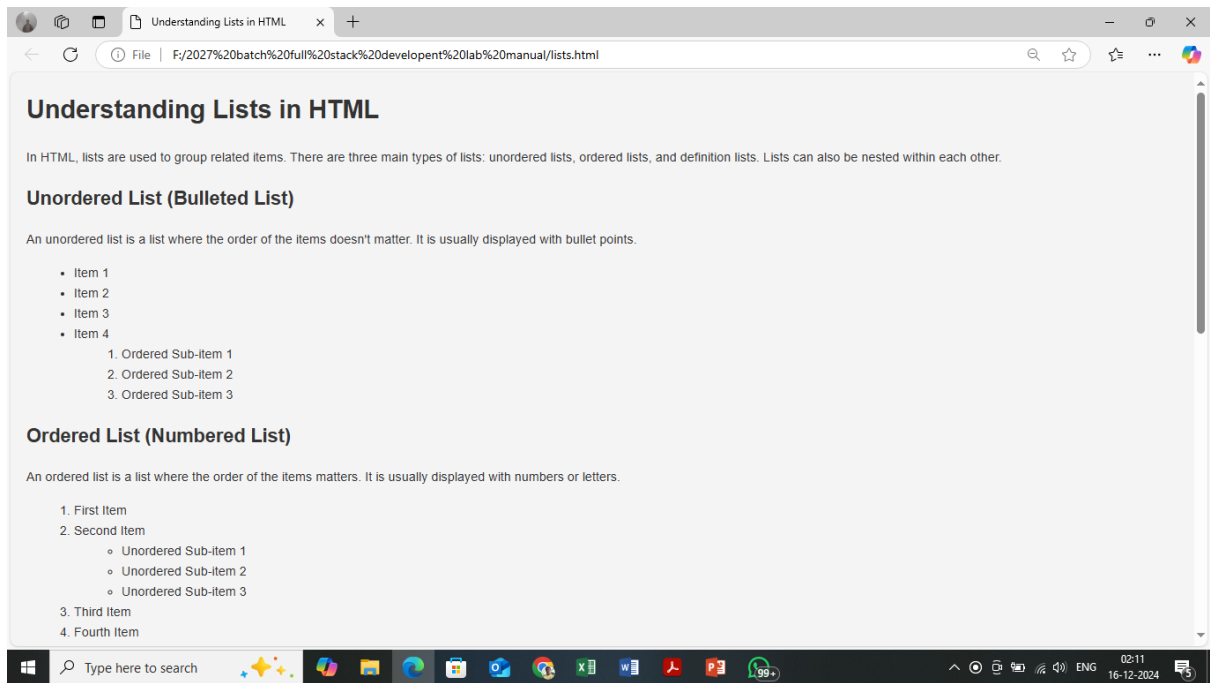 Understanding Lists in HTML
File F:/2027%20batch%20full%20stack%20developent%20lab%20manual/lists.html
Understanding Lists in HTML
In HTML, lists are used to group related items. There are three main types of lists: unordered lists, ordered lists, and definition lists. Lists can also be nested within each other.
Unordered List (Bulleted List)
An unordered list is a list where the order of the items doesn't matter. It is usually displayed with bullet points.
• Item 1
• Item 2
• Item 3
• Item 4
1. Ordered Sub-item 1
2. Ordered Sub-item 2
3. Ordered Sub-item 3
Ordered List (Numbered List)
An ordered list is a list where the order of the items matters. It is usually displayed with numbers or letters.
1. First Item
2. Second Item
◦ Unordered Sub-item 1
◦ Unordered Sub-item 2
◦ Unordered Sub-item 3
3. Third Item
4. Fourth Item
Type here to search
99+
ENG
02:11
16-12-2024
5